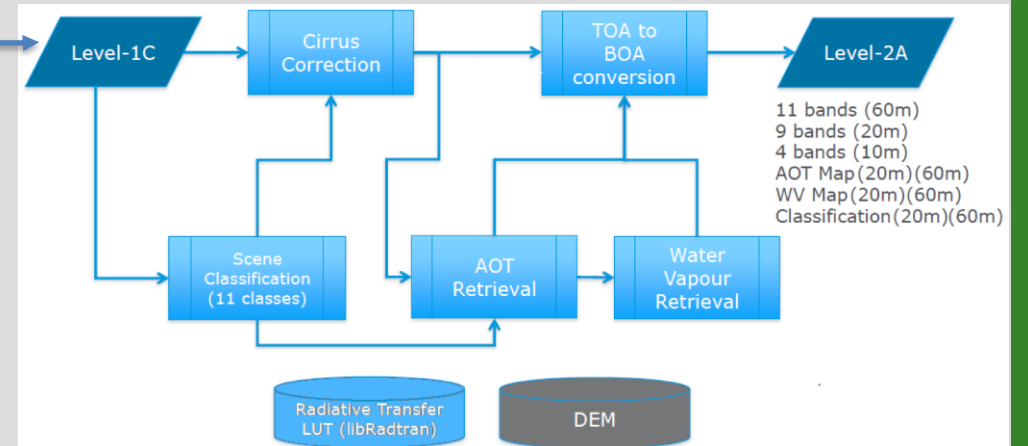 Level-1C
Cirrus
Correction
TOA to
BOA
conversion
Level-2A
11 bands (60m)
9 bands (20m)
4 bands (10m)
AOT Map(20m)(60m)
WV Map(20m)(60m)
Classification(20m)(60m)
Scene
Classification
(11 classes)
AOT
Retrieval
Water
Vapour
Retrieval
Radiative Transfer
LUT (libRadtran)
DEM